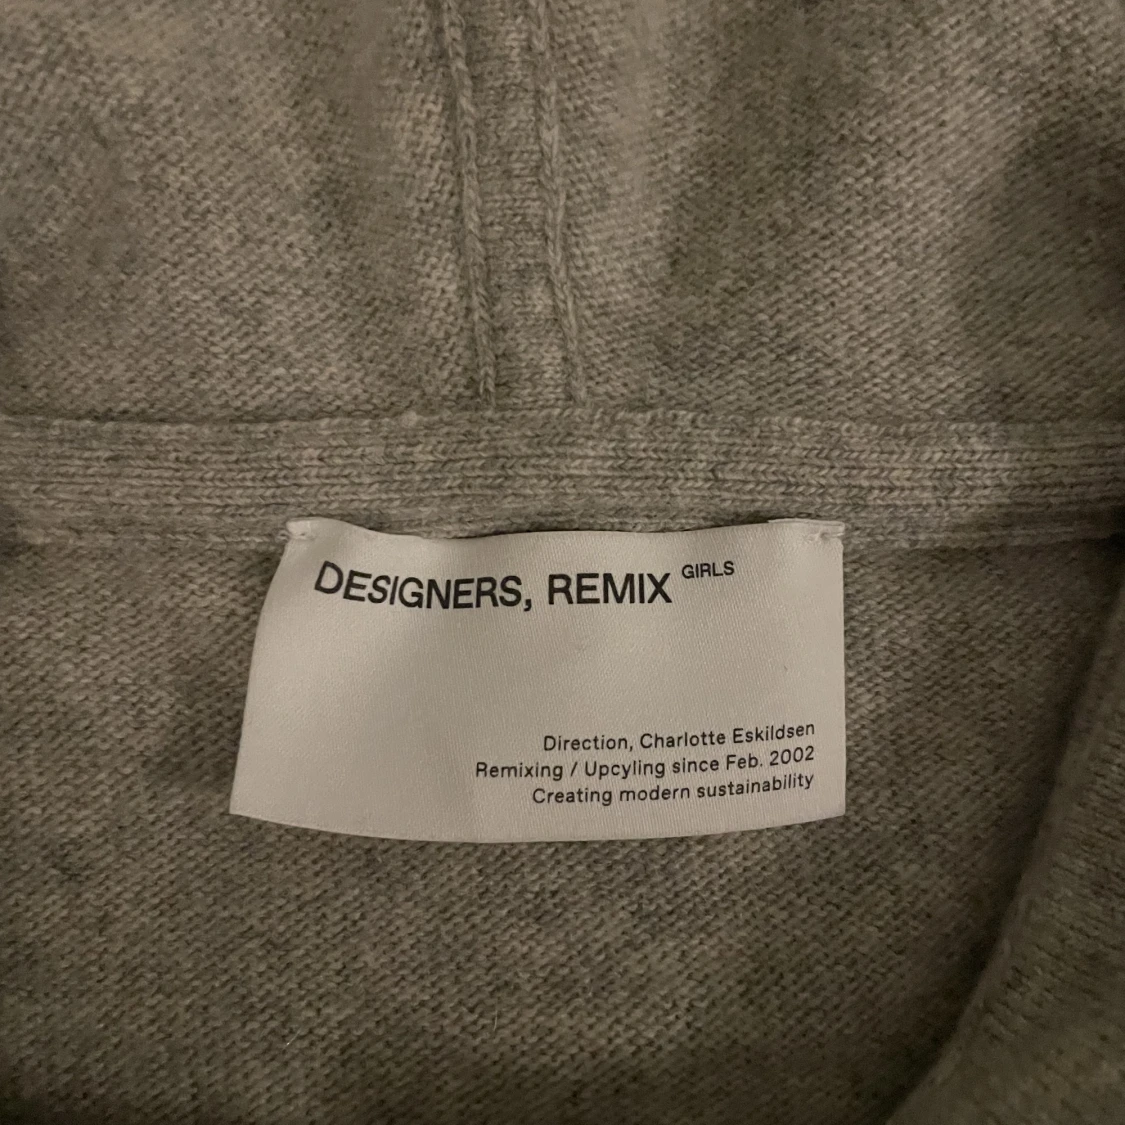 DESIGNERS, REMIX GIRLS
Direction, Charlotte Eskildsen
Remixing / Upcyling since Feb. 2002
Creating modern sustainability